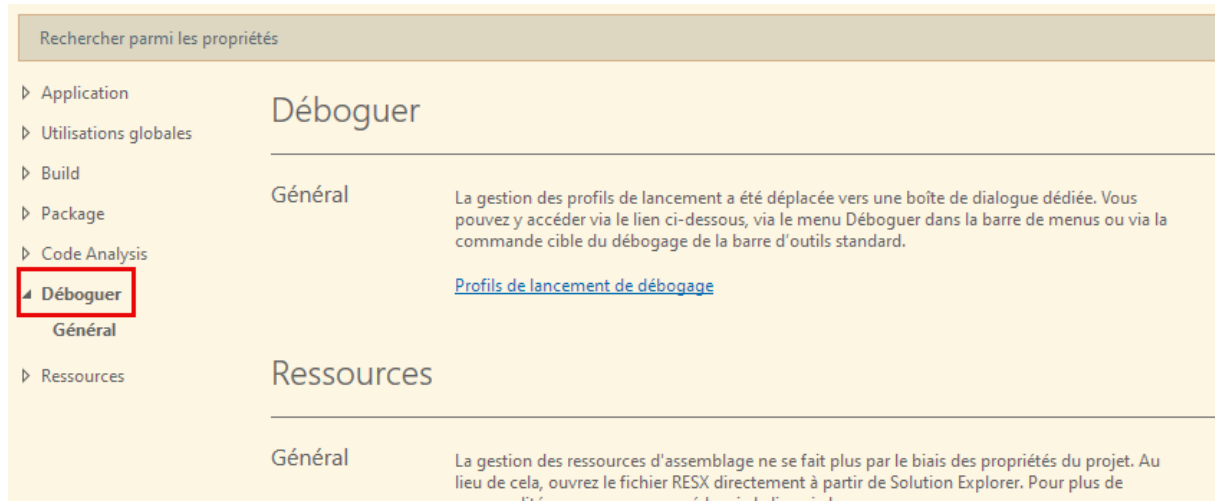 Rechercher parmi les propriétés
Application
Utilisations globales
Build
Package
Code Analysis
Déboguer
Général
Ressources
Déboguer
Général
La gestion des profils de lancement a été déplacée vers une boîte de dialogue dédiée. Vous
pouvez y accéder via le lien ci-dessous, via le menu Déboguer dans la barre de menus ou via la
commande cible du débogage de la barre d'outils standard.
Profils de lancement de débogage
Ressources
Général
La gestion des ressources d'assemblage ne se fait plus par le biais des propriétés du projet. Au
lieu de cela, ouvrez le fichier RESX directement à partir de Solution Explorer. Pour plus de